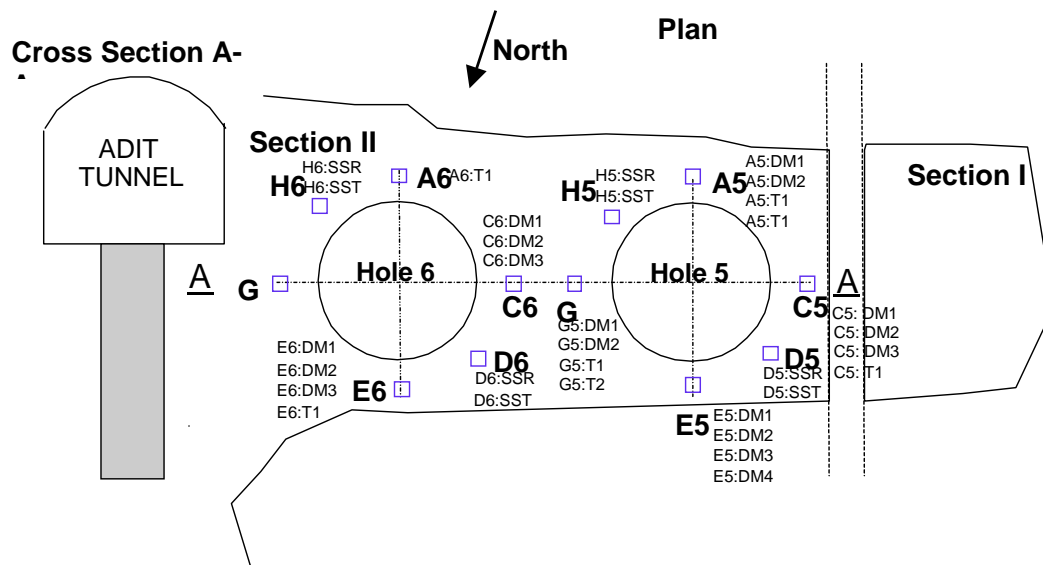 Cross Section A-
North
Plan
ADIT
TUNNEL
Section II
Section I
H6:SSR
H6:SST
H6
A6
A6:T1
H5:SSR
H5:SST
H5
A5
A5:DM1
A5:DM2
A5:T1
A5:T1
C6:DM1
C6:DM2
C6:DM3
Hole 6
Hole 5
A
G
C6
G
C5
A
C5: DM1
C5: DM2
C5: DM3
C5: T1
G5:DM1
G5:DM2
G5:T1
G5:T2
E6:DM1
E6:DM2
E6:DM3
E6:T1
E6
D6
D6:SSR
D6:SST
D5
D5:SSR
D5:SST
E5
E5:DM1
E5:DM2
E5:DM3
E5:DM4